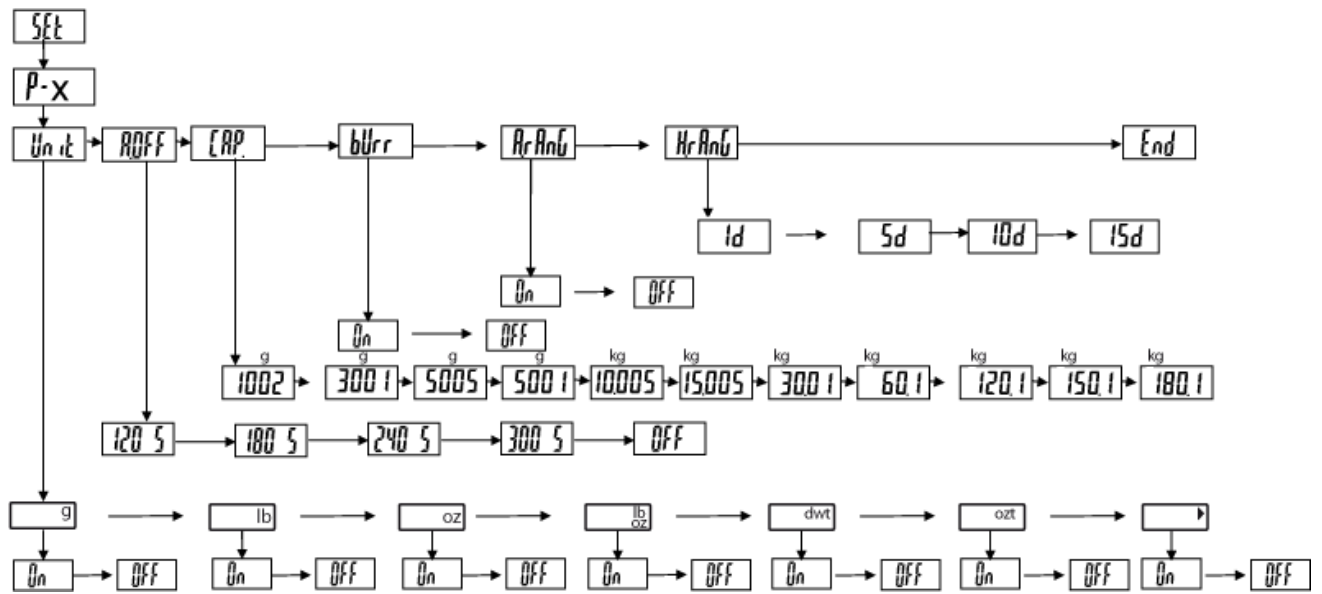 SEt
P-x
Unit A.OFF CAP. bUrr A.rAnG H.rAnG End
1d 5d 10d 15d
On OFF
On OFF
g g g g kg kg kg kg kg kg kg
1002 3001 5005 5001 10.005 15.005 30.01 60.1 120.1 150.1 180.1
120 S 180 S 240 S 300 S OFF
g lb oz lb oz dwt ozt
On OFF On OFF On OFF On OFF On OFF On OFF On OFF